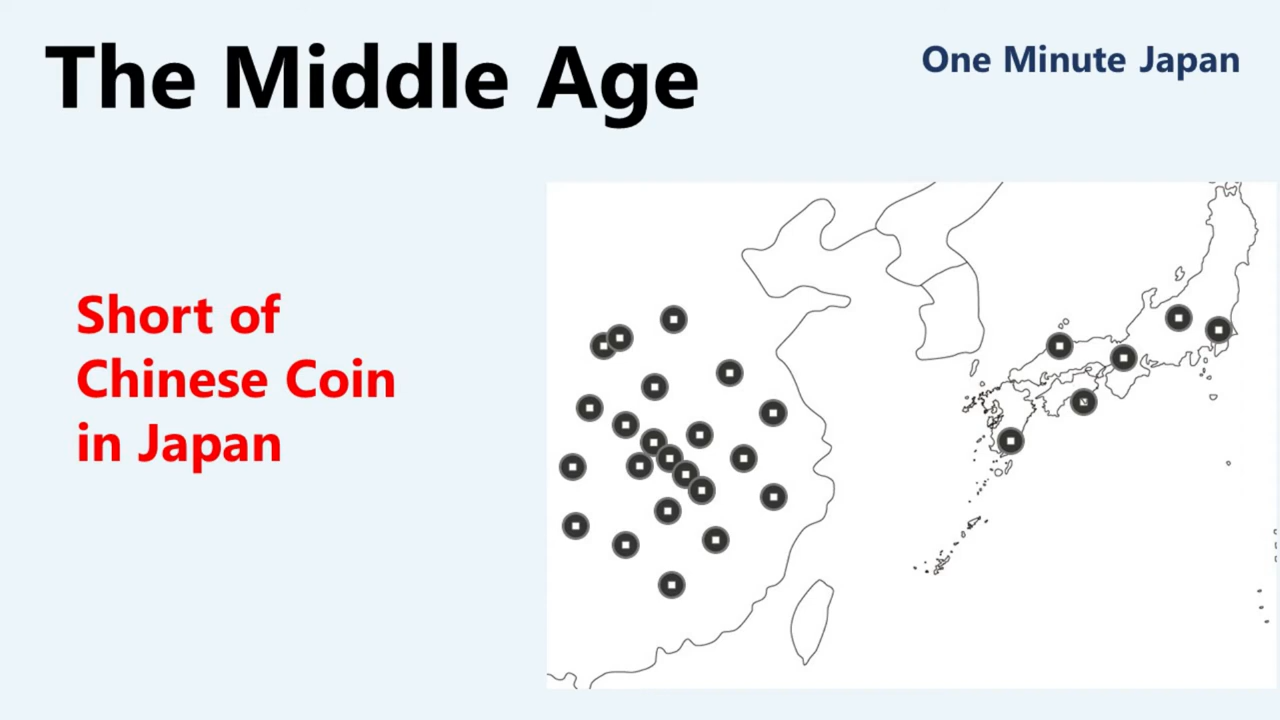 The Middle Age
One Minute Japan
Short of
Chinese Coin
in Japan